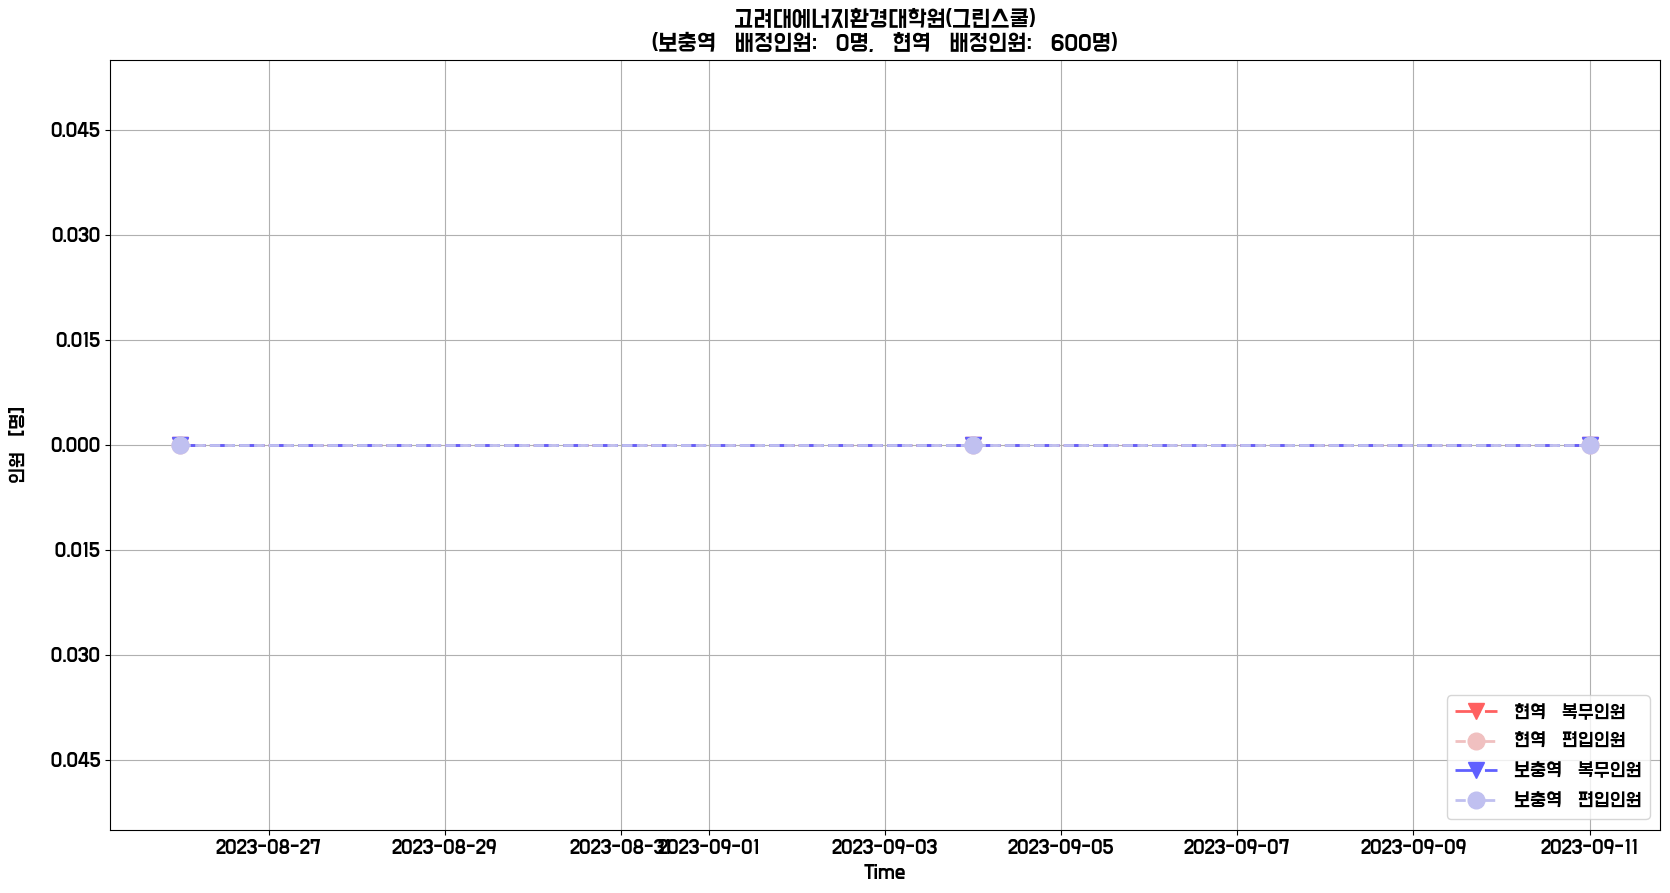 고려대에너지환경대학원(그린스쿨)
(보충역 배정인원: 0명, 현역 배정인원: 600명)
0.045
0.030
0.015
0.000
0.015
0.030
0.045
인원 [명]
현역 복무인원
현역 편입인원
보충역 복무인원
보충역 편입인원
2023-08-27 2023-08-29 2023-08-31 2023-09-01 2023-09-03 2023-09-05 2023-09-07 2023-09-09 2023-09-11
Time